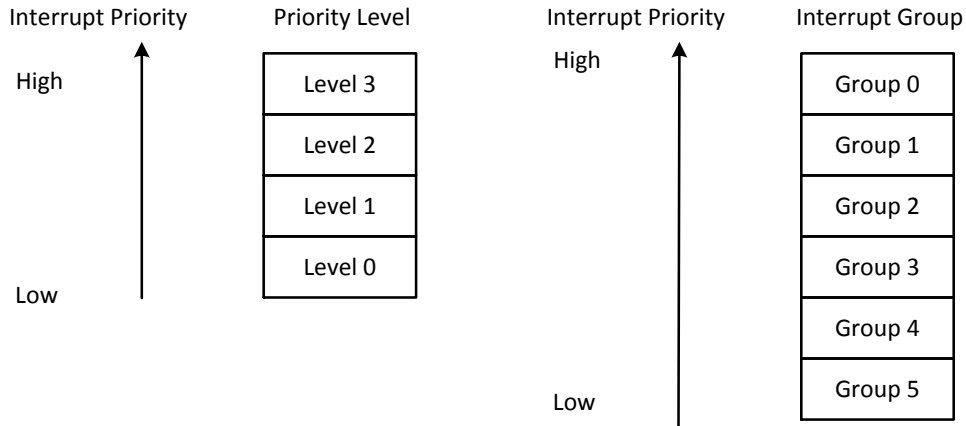 Interrupt Priority
Priority Level
High
Level 3
Level 2
Level 1
Level 0
Low
Interrupt Priority
Interrupt Group
High
Group 0
Group 1
Group 2
Group 3
Group 4
Group 5
Low